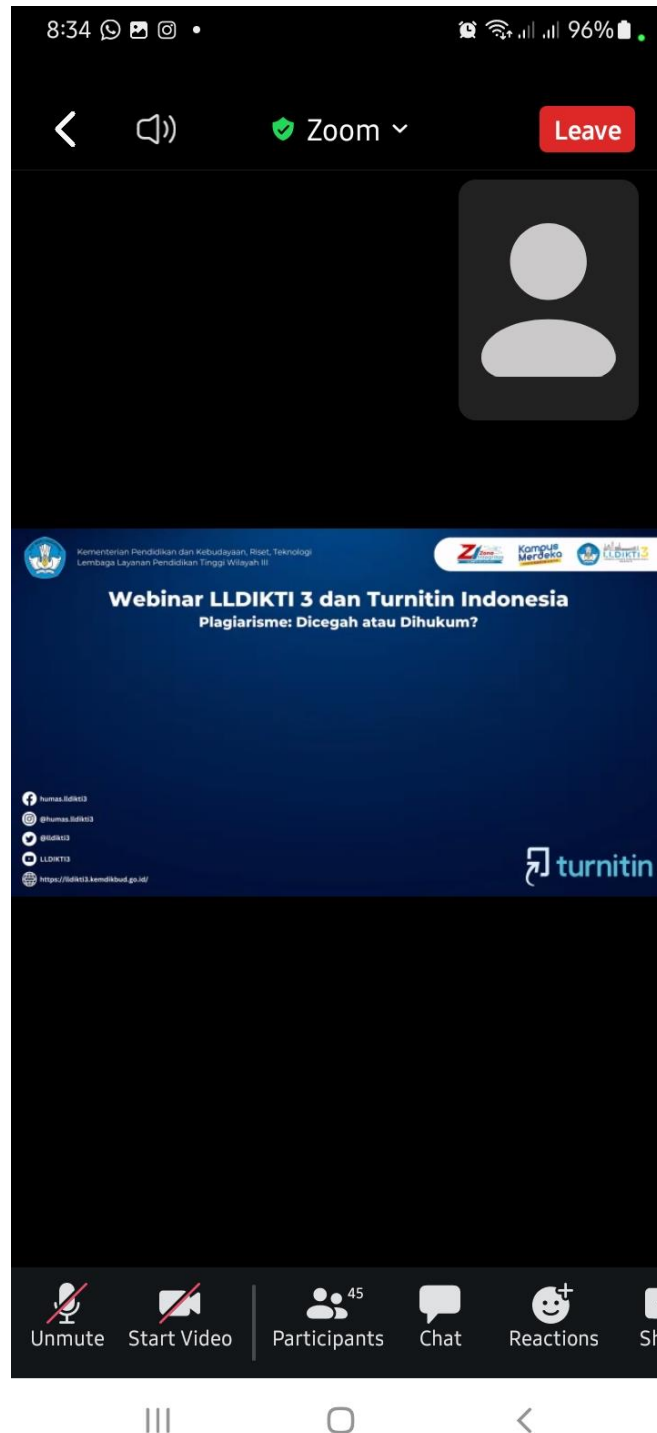 8:34
96%
Zoom
Leave
Kementerian Pendidikan dan Kebudayaan, Riset, Teknologi
Lembaga Layanan Pendidikan Tinggi Wilayah III
Kampus
Merdeka
LLDIKTI3
Webinar LLDIKTI 3 dan Turnitin Indonesia
Plagiarisme: Dicegah atau Dihukum?
humas.lldikti3
@humas.lldikti3
@lldikti3
LLDIKTI3
https://lldikti3.kemdikbud.go.id/
turnitin
45
Unmute
Start Video
Participants
Chat
Reactions
Sh